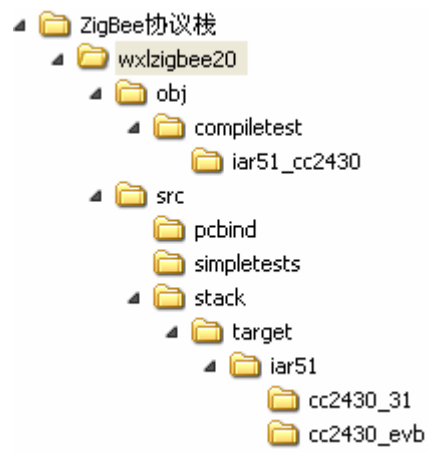 ZigBee协议栈
wxlzigbee20
obj
compiletest
iar51_cc2430
src
pcbind
simpletests
stack
target
iar51
cc2430_31
cc2430_evb